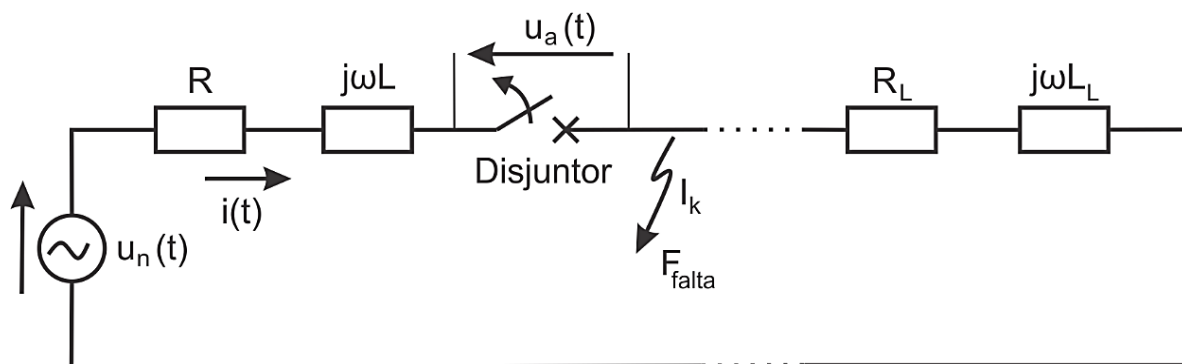 u_a(t)
R
jωL
R_L
jωL_L
Disjuntor
i(t)
I_k
u_n(t)
F_falta